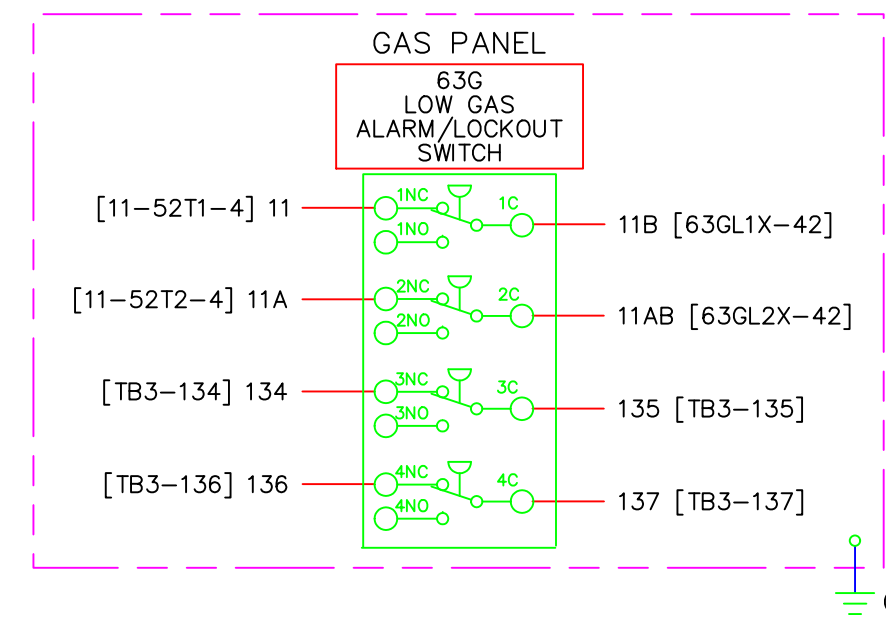 GAS PANEL
63G
LOW GAS
ALARM/LOCKOUT
SWITCH
[11-52T1-4] 11
1NC
1C
11B [63GL1X-42]
1NO
[11-52T2-4] 11A
2NC
2C
11AB [63GL2X-42]
2NO
[TB3-134] 134
3NC
3C
135 [TB3-135]
3NO
[TB3-136] 136
4NC
4C
137 [TB3-137]
4NO